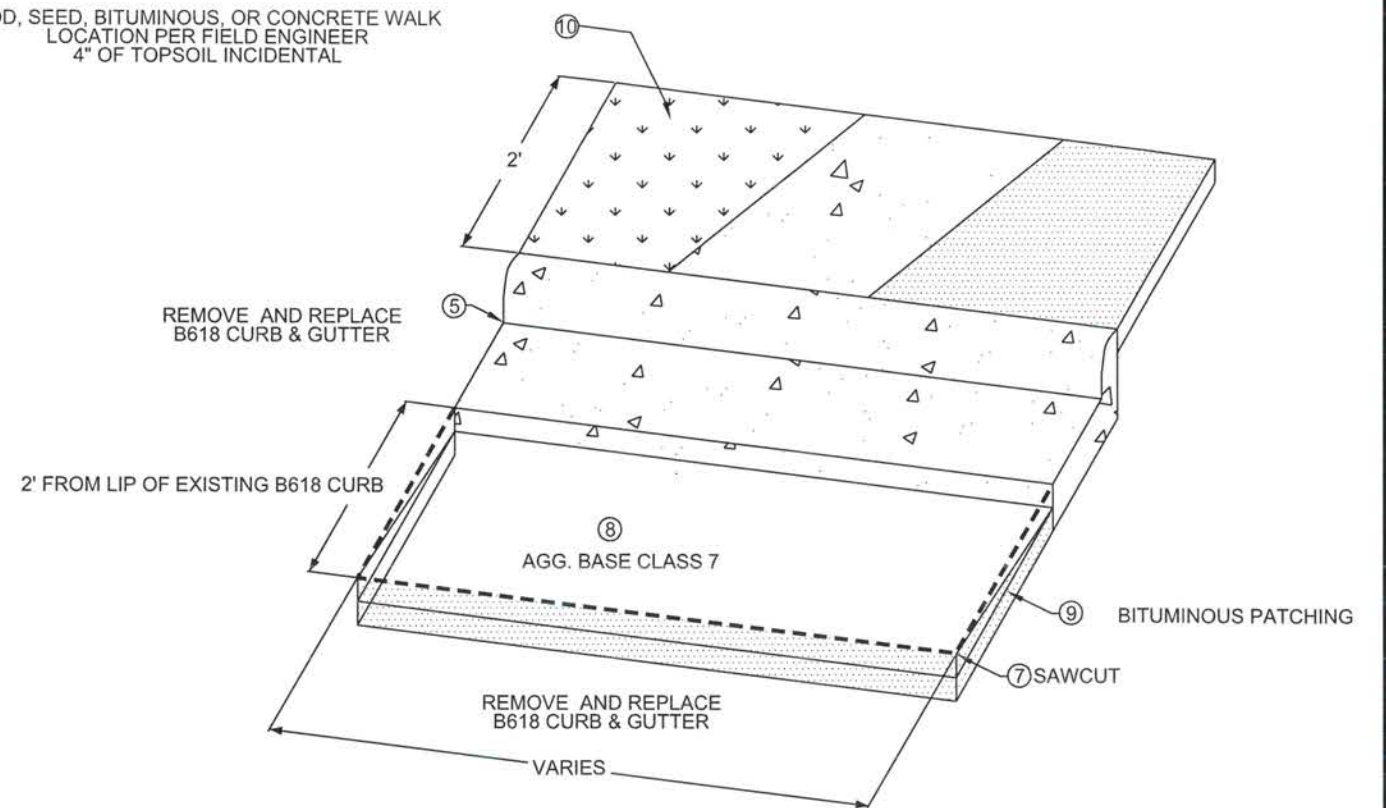 SEED, BITUMINOUS, OR CONCRETE WALK
LOCATION PER FIELD ENGINEER
4" OF TOPSOIL INCIDENTAL
10
2'
REMOVE AND REPLACE
B618 CURB & GUTTER
5
2' FROM LIP OF EXISTING B618 CURB
8
AGG. BASE CLASS 7
9 BITUMINOUS PATCHING
7 SAWCUT
REMOVE AND REPLACE
B618 CURB & GUTTER
VARIES